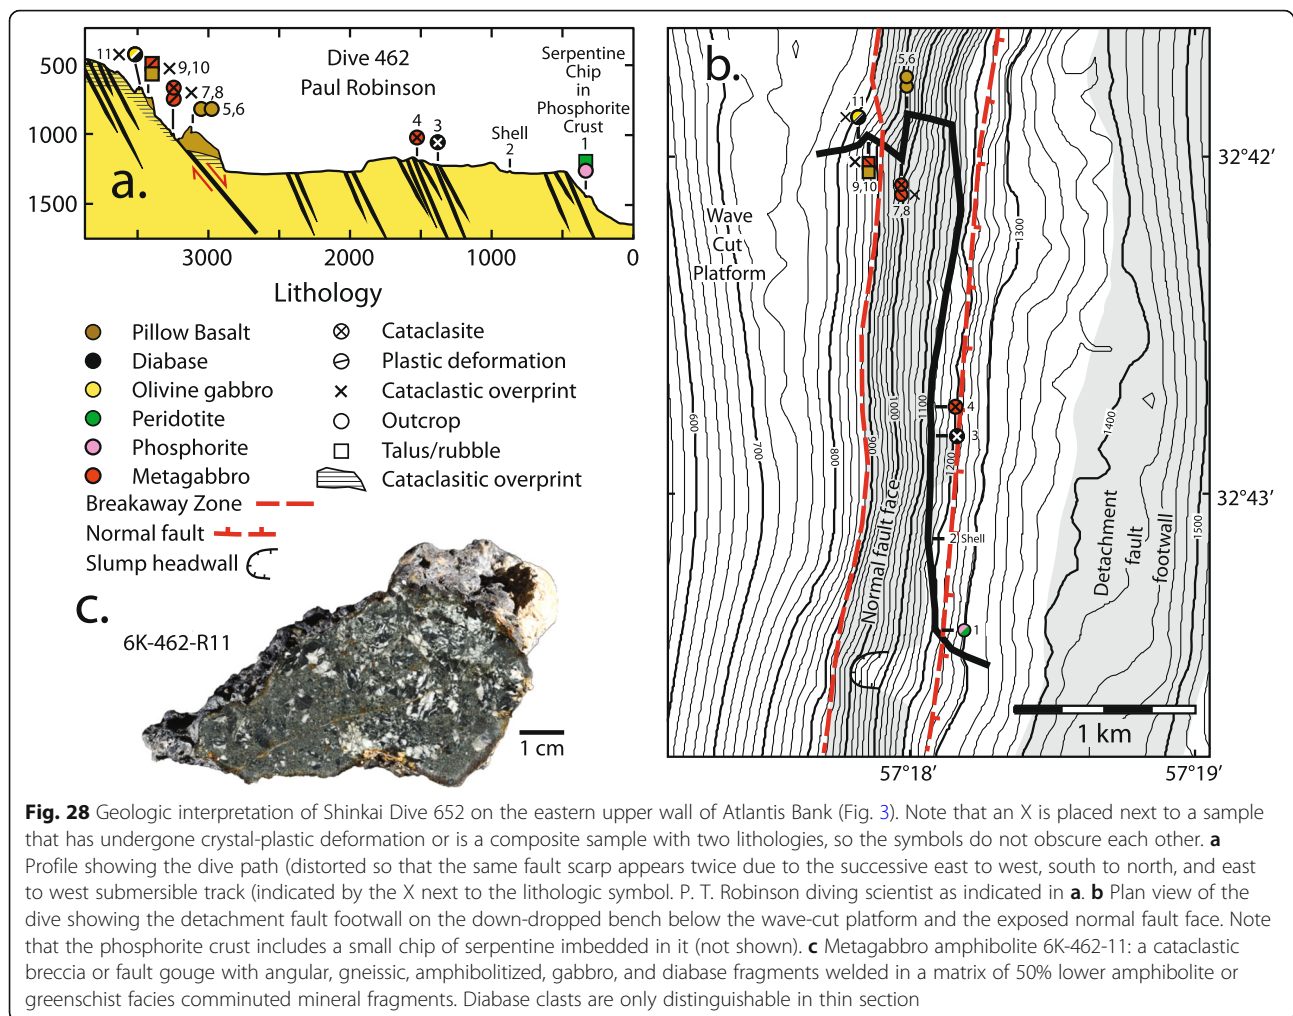 500
1000
1500
3000
2000
1000
0
a.
Dive 462
Paul Robinson
Serpentine
Chip
in
Phosphorite
Crust
1
11
9,10
7,8
5,6
4
3
Shell
2
Lithology
Pillow Basalt
Diabase
Olivine gabbro
Peridotite
Phosphorite
Metagabbro
Cataclasite
Plastic deformation
Cataclastic overprint
Outcrop
Talus/rubble
Cataclasitic overprint
Breakaway Zone
Normal fault
Slump headwall
c.
6K-462-R11
1 cm
b.
5,6
11
9,10
7,8
Wave
Cut
Platform
600
700
800
900
1000
1100
1200
1300
1400
1500
4
3
2 Shell
1
Normal fault face
Detachment
fault
footwall
1 km
32°42′
32°43′
57°18′
57°19′
Fig. 28 Geologic interpretation of Shinkai Dive 652 on the eastern upper wall of Atlantis Bank (Fig. 3). Note that an X is placed next to a sample
that has undergone crystal-plastic deformation or is a composite sample with two lithologies, so the symbols do not obscure each other. a
Profile showing the dive path (distorted so that the same fault scarp appears twice due to the successive east to west, south to north, and east
to west submersible track (indicated by the X next to the lithologic symbol. P. T. Robinson diving scientist as indicated in a. b Plan view of the
dive showing the detachment fault footwall on the down-dropped bench below the wave-cut platform and the exposed normal fault face. Note
that the phosphorite crust includes a small chip of serpentine imbedded in it (not shown). c Metagabbro amphibolite 6K-462-11: a cataclastic
breccia or fault gouge with angular, gneissic, amphibolitized, gabbro, and diabase fragments welded in a matrix of 50% lower amphibolite or
greenschist facies comminuted mineral fragments. Diabase clasts are only distinguishable in thin section